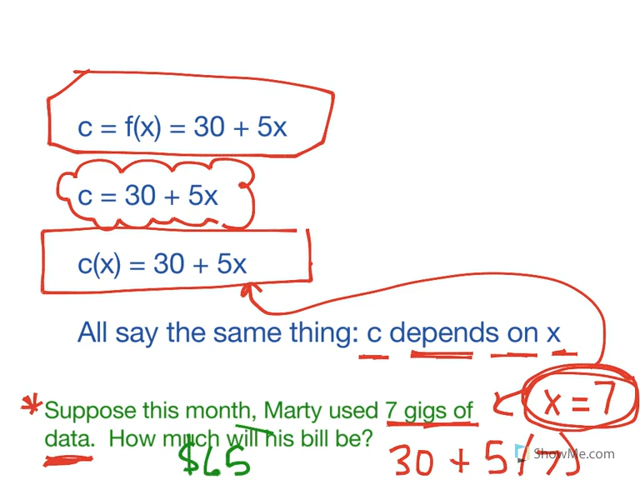 c = f(x) = 30 + 5x
c = 30 + 5x
c(x) = 30 + 5x
All say the same thing: c depends on x
x = 7
*Suppose this month, Marty used 7 gigs of
data. How much will his bill be?
$65
30 + 5(7)
ShowMe.com